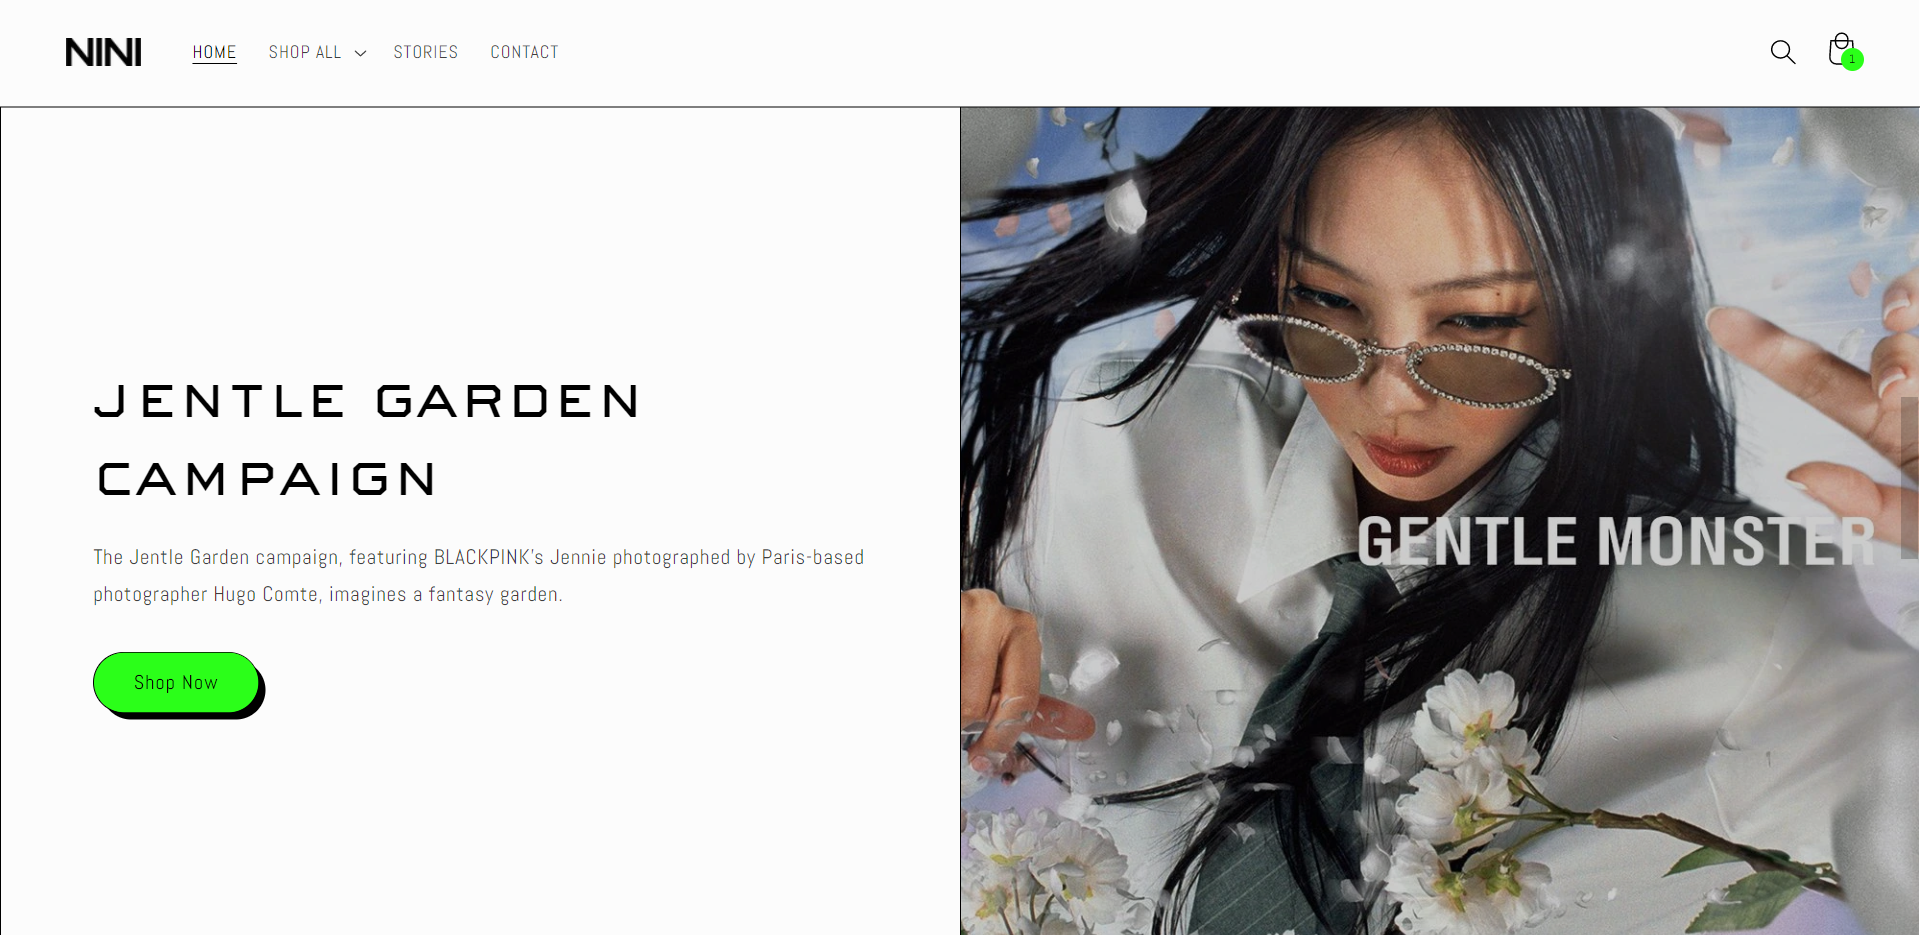 NINI
HOME
SHOP ALL
STORIES
CONTACT
1
JENTLE GARDEN
CAMPAIGN
The Jentle Garden campaign, featuring BLACKPINK's Jennie photographed by Paris-based
photographer Hugo Comte, imagines a fantasy garden.
Shop Now
GENTLE MONSTER